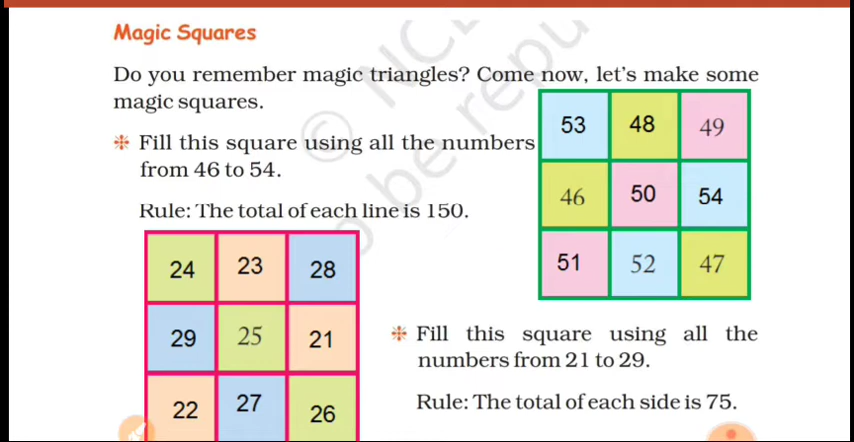 Magic Squares
Do you remember magic triangles? Come now, let's make some
magic squares.
❉ Fill this square using all the numbers
from 46 to 54.
Rule: The total of each line is 150.
53 48 49
46 50 54
51 52 47
24 23 28
29 25 21
22 27 26
❉ Fill this square using all the
numbers from 21 to 29.
Rule: The total of each side is 75.
© NC
o be repu